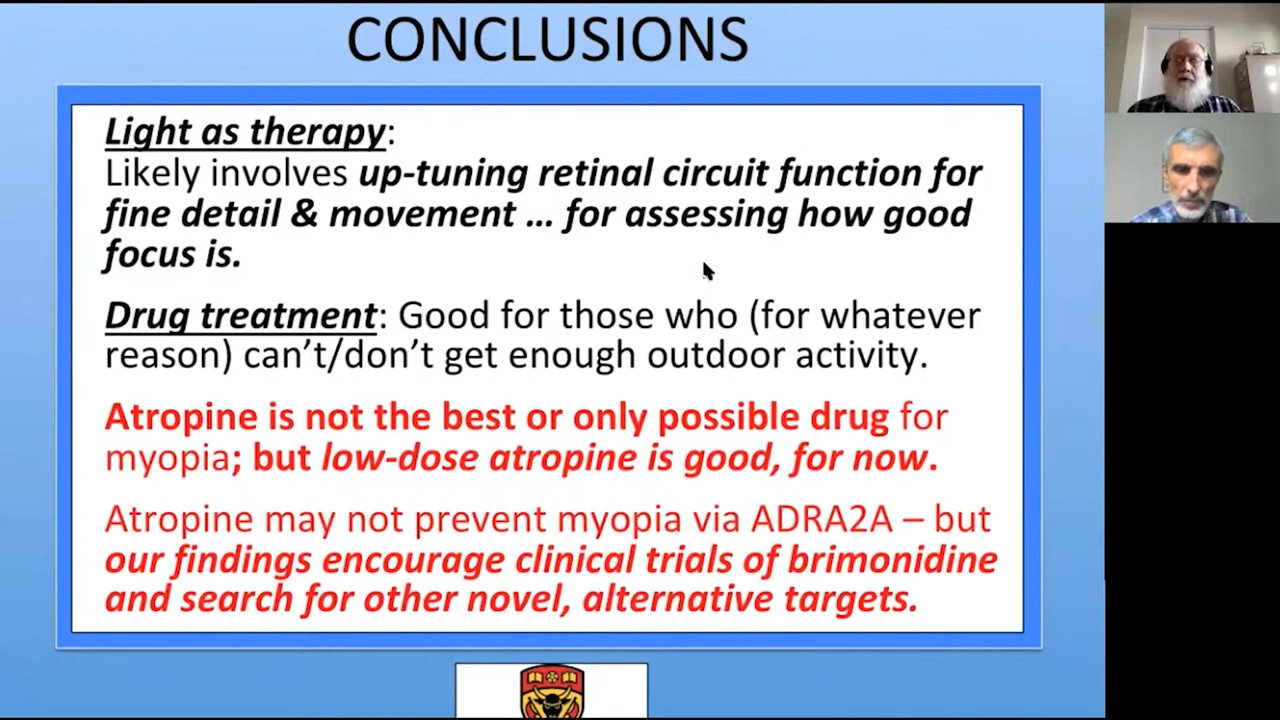 CONCLUSIONS
Light as therapy:
Likely involves up-tuning retinal circuit function for
fine detail & movement ... for assessing how good
focus is.
Drug treatment: Good for those who (for whatever
reason) can't/don't get enough outdoor activity.
Atropine is not the best or only possible drug for
myopia; but low-dose atropine is good, for now.
Atropine may not prevent myopia via ADRA2A – but
our findings encourage clinical trials of brimonidine
and search for other novel, alternative targets.